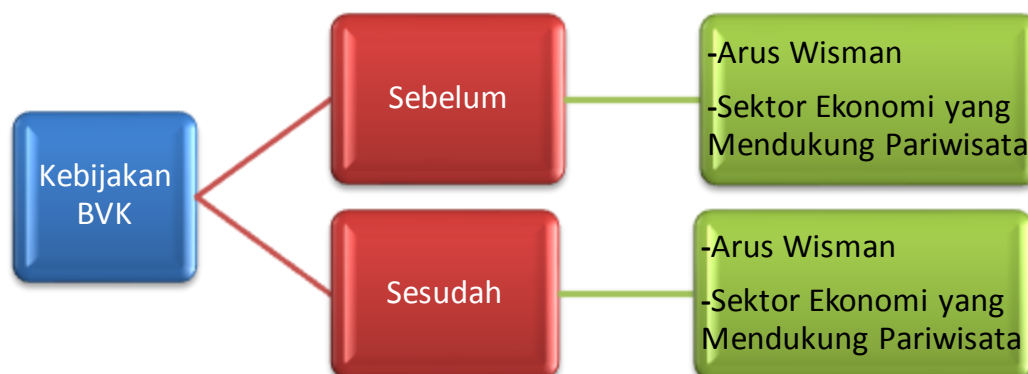 Kebijakan
BVK
Sebelum
-Arus Wisman
-Sektor Ekonomi yang
Mendukung Pariwisata
Sesudah
-Arus Wisman
-Sektor Ekonomi yang
Mendukung Pariwisata